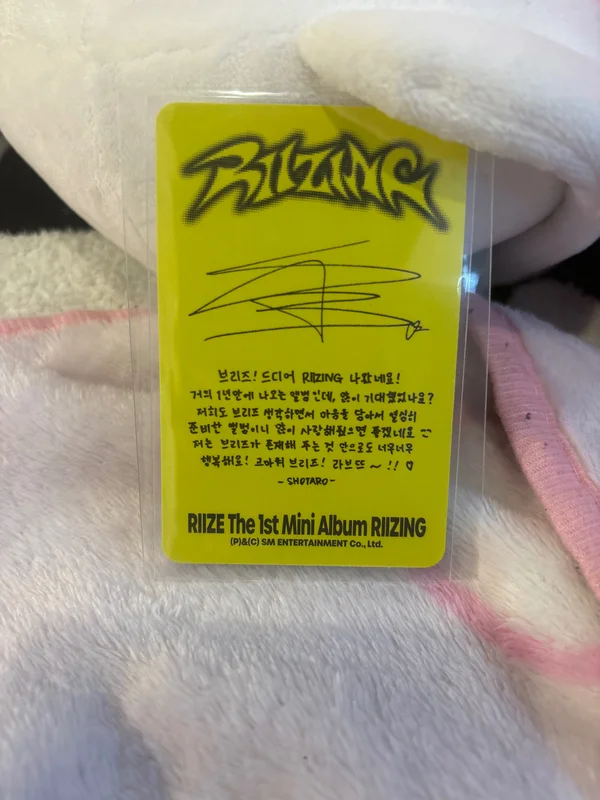 RIIZING
브리즈! 드디어 RIIZING 나왔네요!
거의 1년만에 나오는 앨범인데, 많이 기대했었나요?
저희도 브리즈 생각하면서 마음을 담아서 열심히
준비한 앨범이니 많이 사랑해줬으면 좋겠네요
저는 브리즈가 존재해 주는 것 만으로도 너무너무
행복해요! 고마워 브리즈! 라브뜨 ~ !! ♡
- SHOTARO -
RIIZE The 1st Mini Album RIIZING
(P)&(C) SM ENTERTAINMENT Co., Ltd.